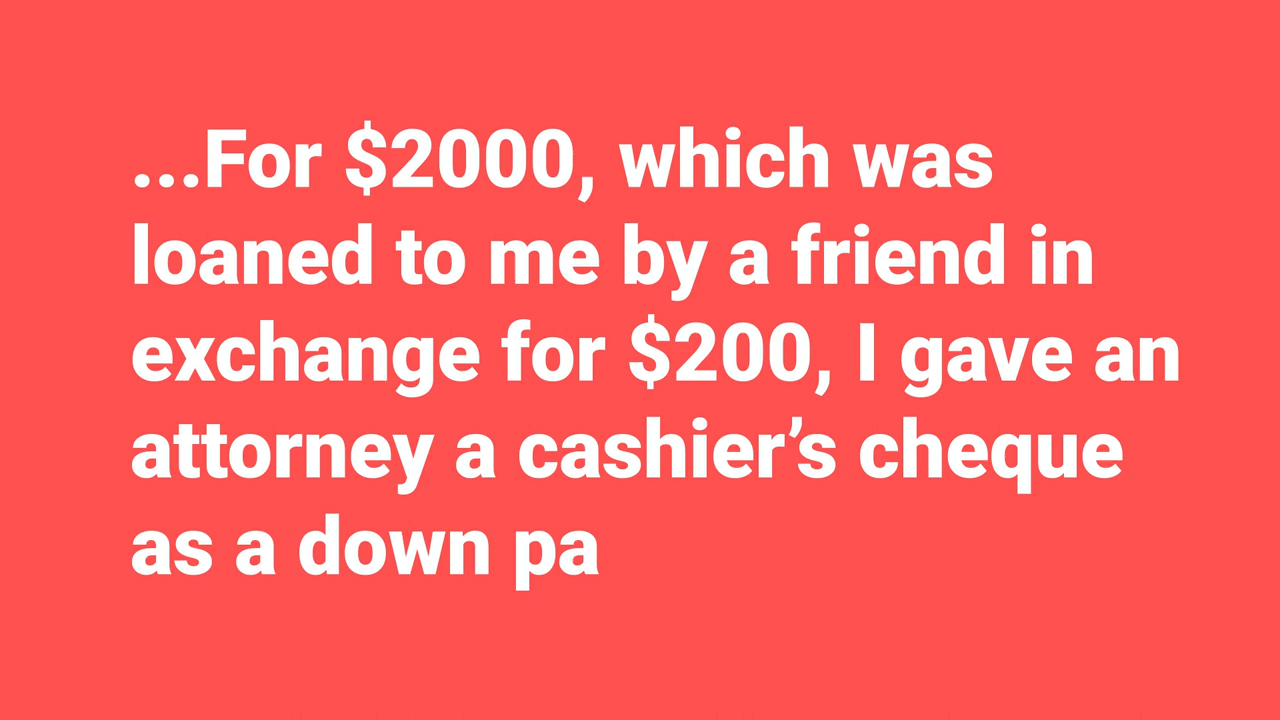 ...For $2000, which was
loaned to me by a friend in
exchange for $200, I gave an
attorney a cashier’s cheque
as a down pa